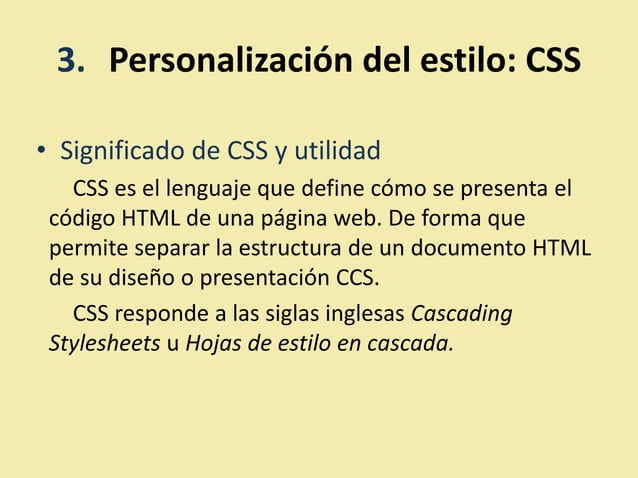 3. Personalización del estilo: CSS
• Significado de CSS y utilidad
CSS es el lenguaje que define cómo se presenta el
código HTML de una página web. De forma que
permite separar la estructura de un documento HTML
de su diseño o presentación CCS.
CSS responde a las siglas inglesas Cascading
Stylesheets u Hojas de estilo en cascada.